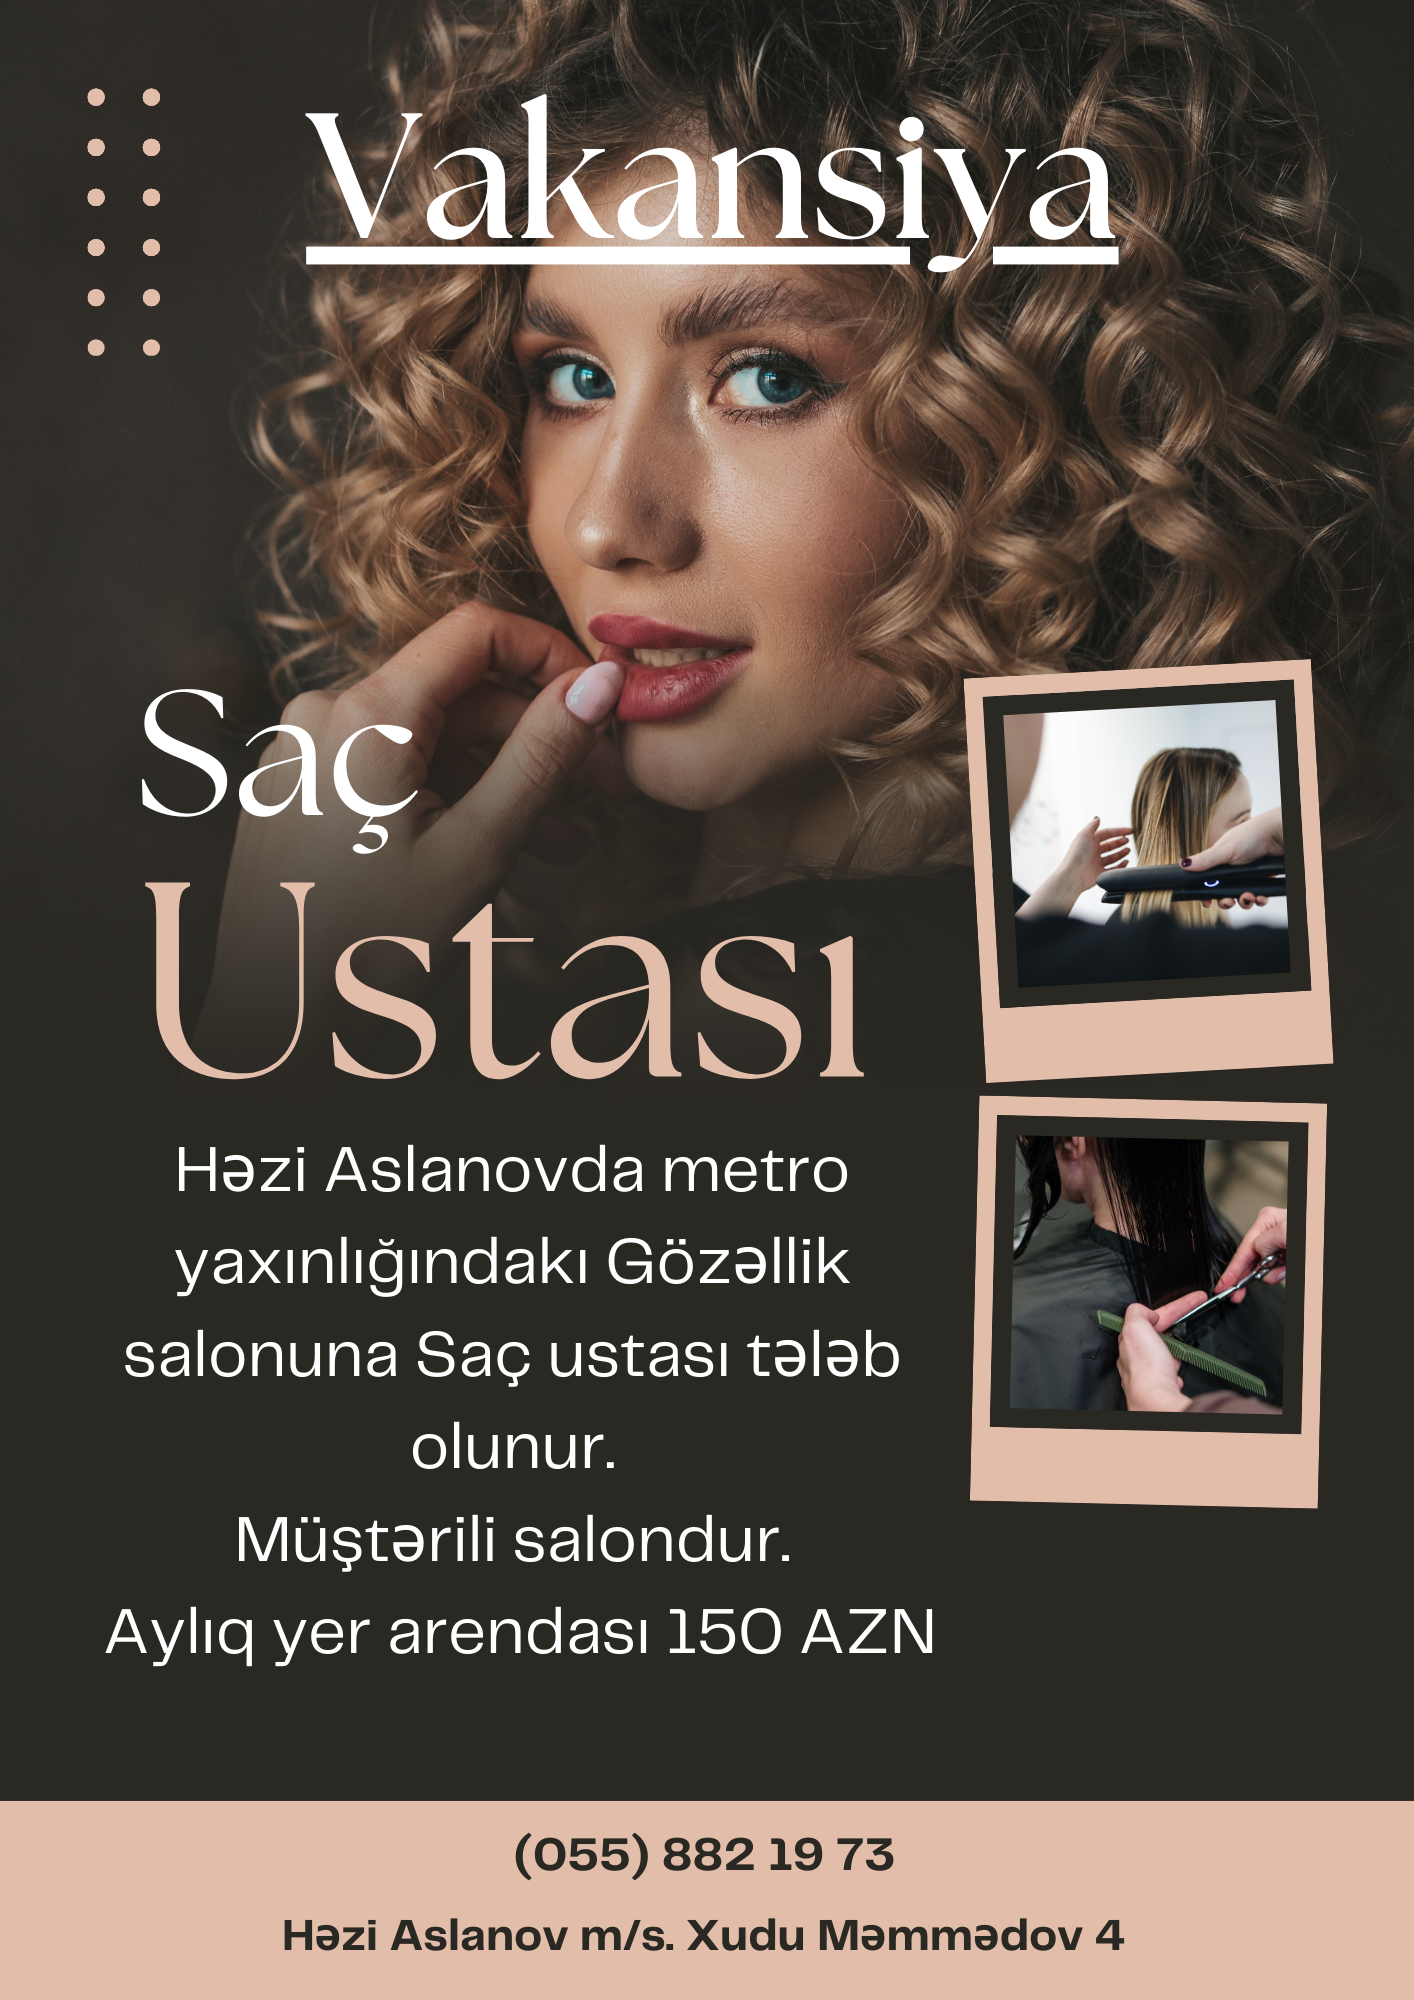 Vakansiya
Saç
Ustası
Həzi Aslanovda metro
yaxınlığındakı Gözəllik
salonuna Saç ustası tələb
olunur.
Müştərili salondur.
Aylıq yer arendası 150 AZN
(055) 882 19 73
Həzi Aslanov m/s. Xudu Məmmədov 4